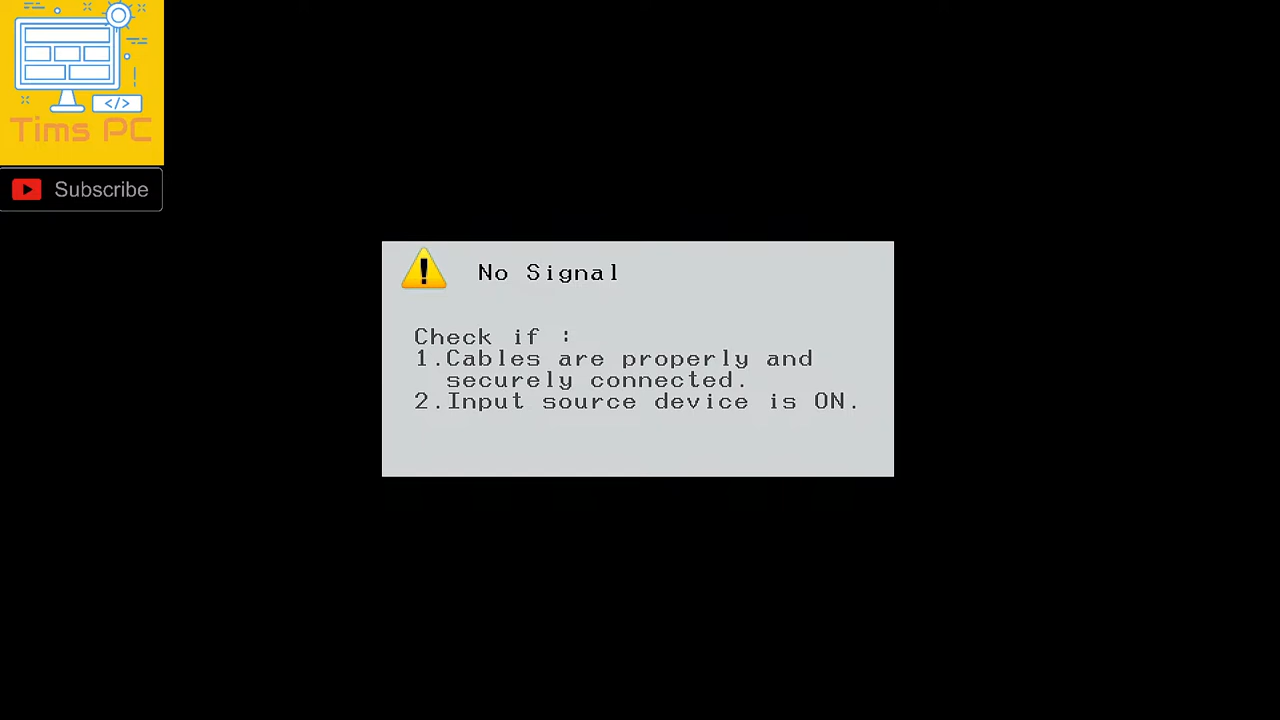 </>
Tims PC
Subscribe
No Signal
Check if :
1.Cables are properly and
securely connected.
2.Input source device is ON.